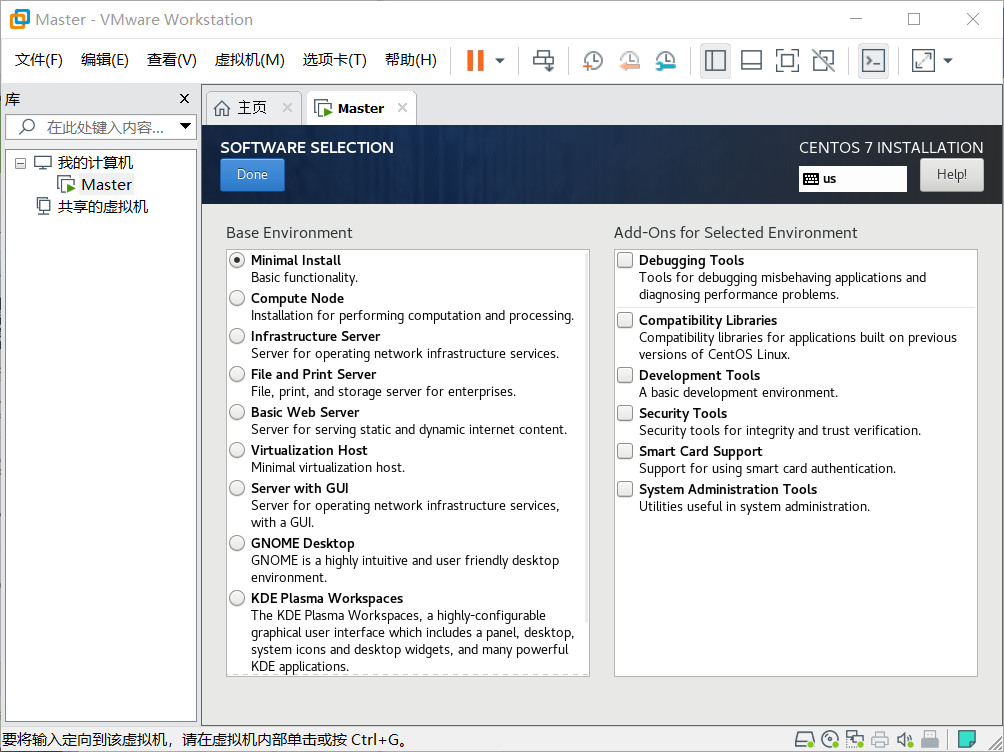 Master - VMware Workstation
文件(F) 编辑(E) 查看(V) 虚拟机(M) 选项卡(T) 帮助(H)
库
在此处键入内容...
我的计算机
Master
共享的虚拟机
主页 Master
SOFTWARE SELECTION
Done
CENTOS 7 INSTALLATION
us
Help!
Base Environment
Minimal Install
Basic functionality.
Compute Node
Installation for performing computation and processing.
Infrastructure Server
Server for operating network infrastructure services.
File and Print Server
File, print, and storage server for enterprises.
Basic Web Server
Server for serving static and dynamic internet content.
Virtualization Host
Minimal virtualization host.
Server with GUI
Server for operating network infrastructure services,
with a GUI.
GNOME Desktop
GNOME is a highly intuitive and user friendly desktop
environment.
KDE Plasma Workspaces
The KDE Plasma Workspaces, a highly-configurable
graphical user interface which includes a panel, desktop,
system icons and desktop widgets, and many powerful
KDE applications.
Add-Ons for Selected Environment
Debugging Tools
Tools for debugging misbehaving applications and
diagnosing performance problems.
Compatibility Libraries
Compatibility libraries for applications built on previous
versions of CentOS Linux.
Development Tools
A basic development environment.
Security Tools
Security tools for integrity and trust verification.
Smart Card Support
Support for using smart card authentication.
System Administration Tools
Utilities useful in system administration.
要将输入定向到该虚拟机，请在虚拟机内部单击或按 Ctrl+G。